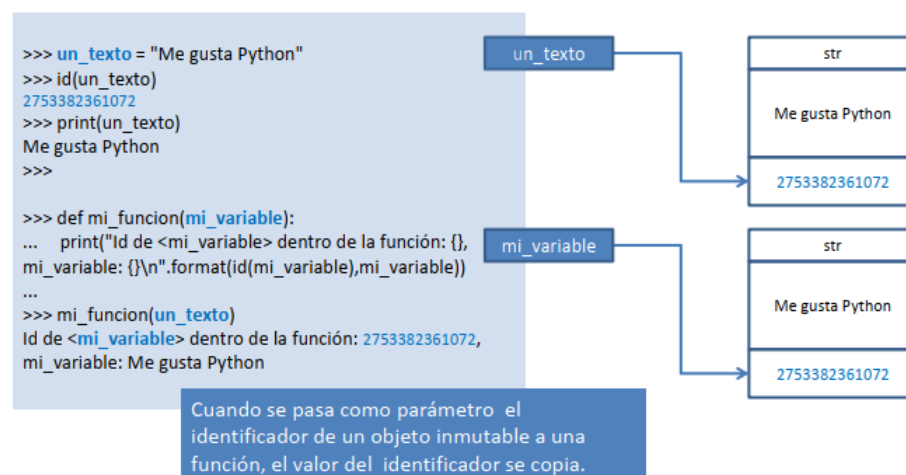 >>> un_texto = "Me gusta Python"
>>> id(un_texto)
2753382361072
>>> print(un_texto)
Me gusta Python
>>>
>>> def mi_funcion(mi_variable):
...    print("Id de <mi_variable> dentro de la función: {},
mi_variable: {}\n".format(id(mi_variable),mi_variable))
...
>>> mi_funcion(un_texto)
Id de <mi_variable> dentro de la función: 2753382361072,
mi_variable: Me gusta Python
un_texto
str
Me gusta Python
2753382361072
mi_variable
str
Me gusta Python
2753382361072
Cuando se pasa como parámetro el
identificador de un objeto inmutable a una
función, el valor del identificador se copia.